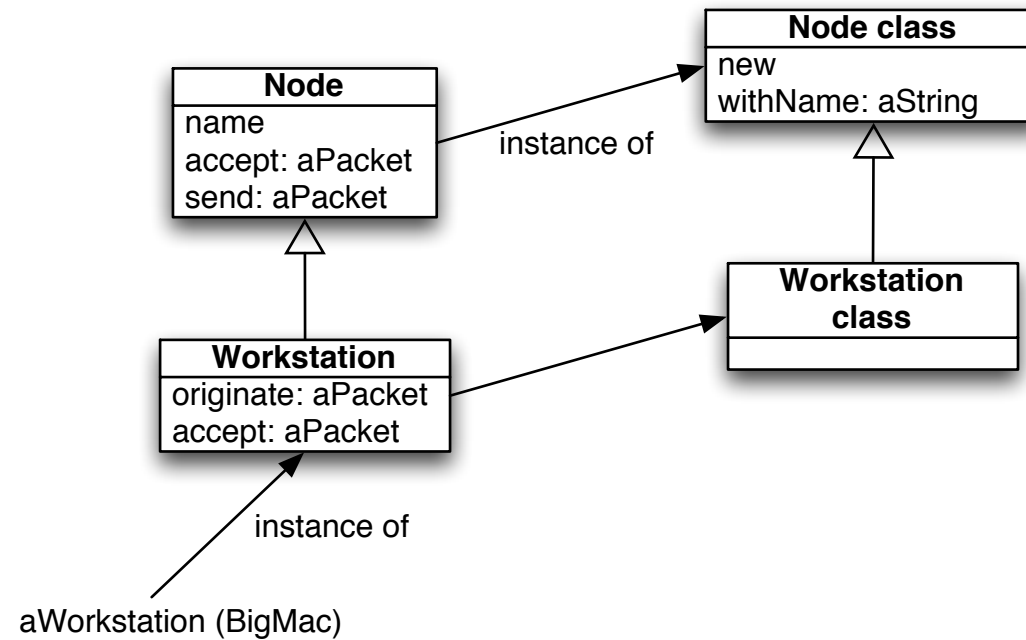 Node class
new
withName: aString
Node
name
accept: aPacket
send: aPacket
instance of
Workstation
class
Workstation
originate: aPacket
accept: aPacket
instance of
aWorkstation (BigMac)